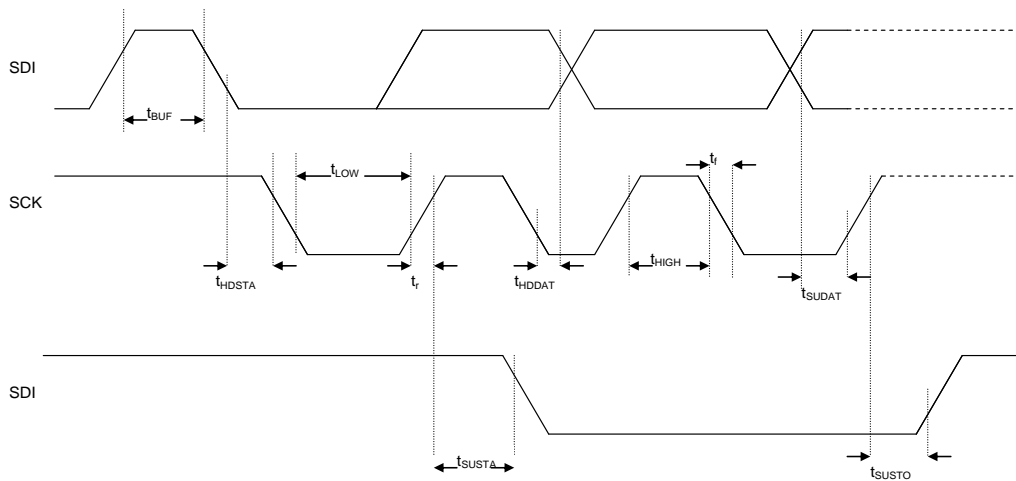 SDI
tBUF
tLOW
tf
SCK
tHDSTA
tr
tHDDAT
tHIGH
tSUDAT
SDI
tSUSTA
tSUSTO